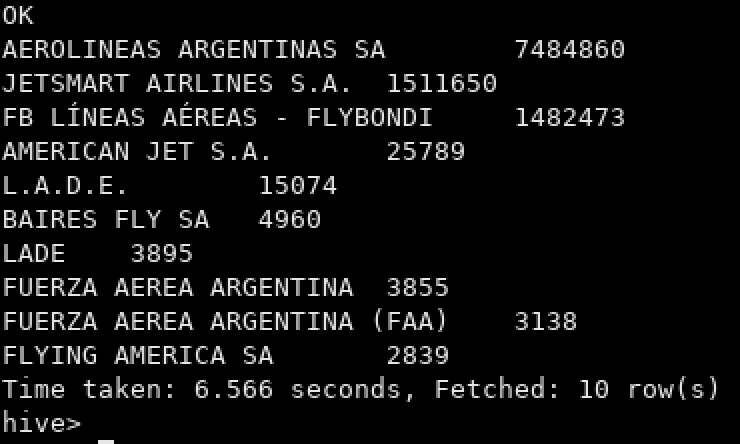 OK
AEROLINEAS ARGENTINAS SA	7484860
JETSMART AIRLINES S.A.	1511650
FB LÍNEAS AÉREAS - FLYBONDI	1482473
AMERICAN JET S.A.	25789
L.A.D.E.	15074
BAIRES FLY SA	4960
LADE	3895
FUERZA AEREA ARGENTINA	3855
FUERZA AEREA ARGENTINA (FAA)	3138
FLYING AMERICA SA	2839
Time taken: 6.566 seconds, Fetched: 10 row(s)
hive>